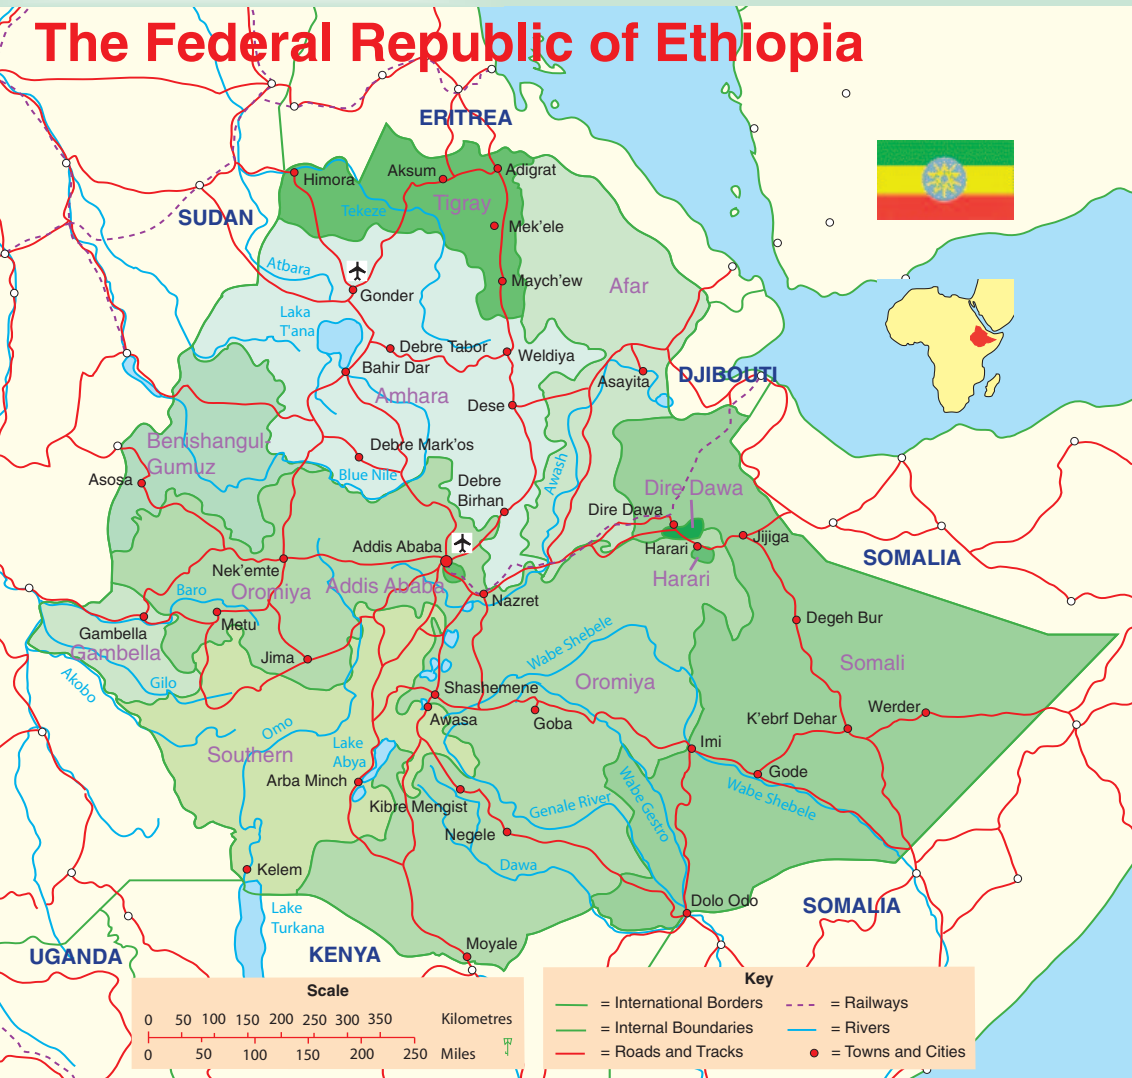 The Federal Republic of Ethiopia
ERITREA
Aksum
Adigrat
Himora
Tigray
Tekeze
SUDAN
Mek'ele
Atbara
Maych'ew
Afar
Gonder
Laka
T'ana
Debre Tabor
Weldiya
Bahir Dar
Asayita
DJIBOUTI
Amhara
Dese
Benishangul-
Gumuz
Debre Mark'os
Asosa
Blue Nile
Debre
Birhan
Awash
Dire Dawa
Dire Dawa
Addis Ababa
Harari
Jijiga
SOMALIA
Nek'emte
Harari
Baro
Oromiya
Addis Ababa
Nazret
Gambella
Metu
Degeh Bur
Gambella
Jima
Wabe Shebele
Somali
Akobo
Gilo
Shashemene
Oromiya
Awasa
Goba
K'ebrf Dehar
Werder
Omo
Southern
Lake
Abya
Imi
Arba Minch
Gode
Kibre Mengist
Genale River
Wabe Gestro
Wabe Shebele
Negele
Kelem
Dawa
Dolo Odo
SOMALIA
Lake
Turkana
UGANDA
KENYA
Moyale
Scale
0 50 100 150 200 250 300 350 Kilometres
0 50 100 150 200 250 Miles
Key
= International Borders
= Railways
= Internal Boundaries
= Rivers
= Roads and Tracks
= Towns and Cities